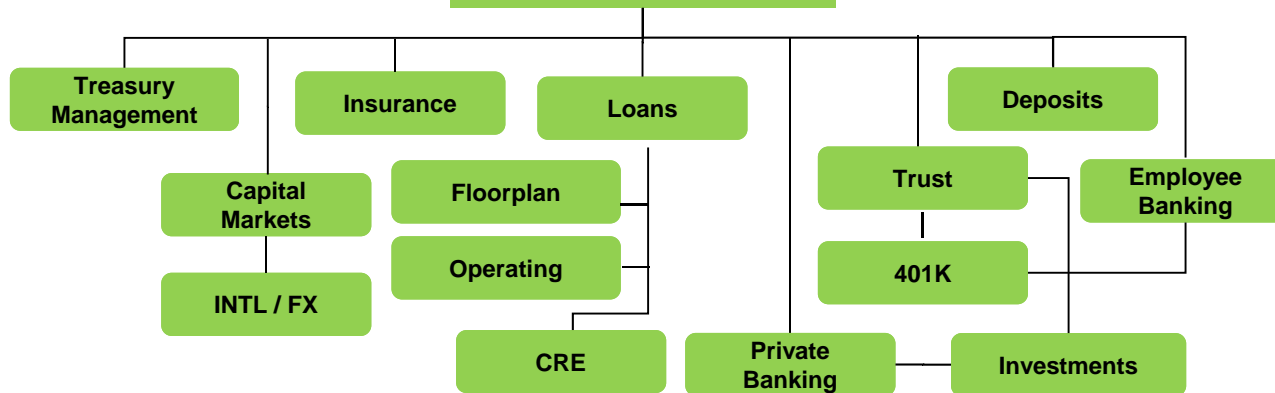 Treasury
Management
Insurance
Loans
Deposits
Capital
Markets
Floorplan
Trust
Employee
Banking
Operating
401K
INTL / FX
CRE
Private
Banking
Investments